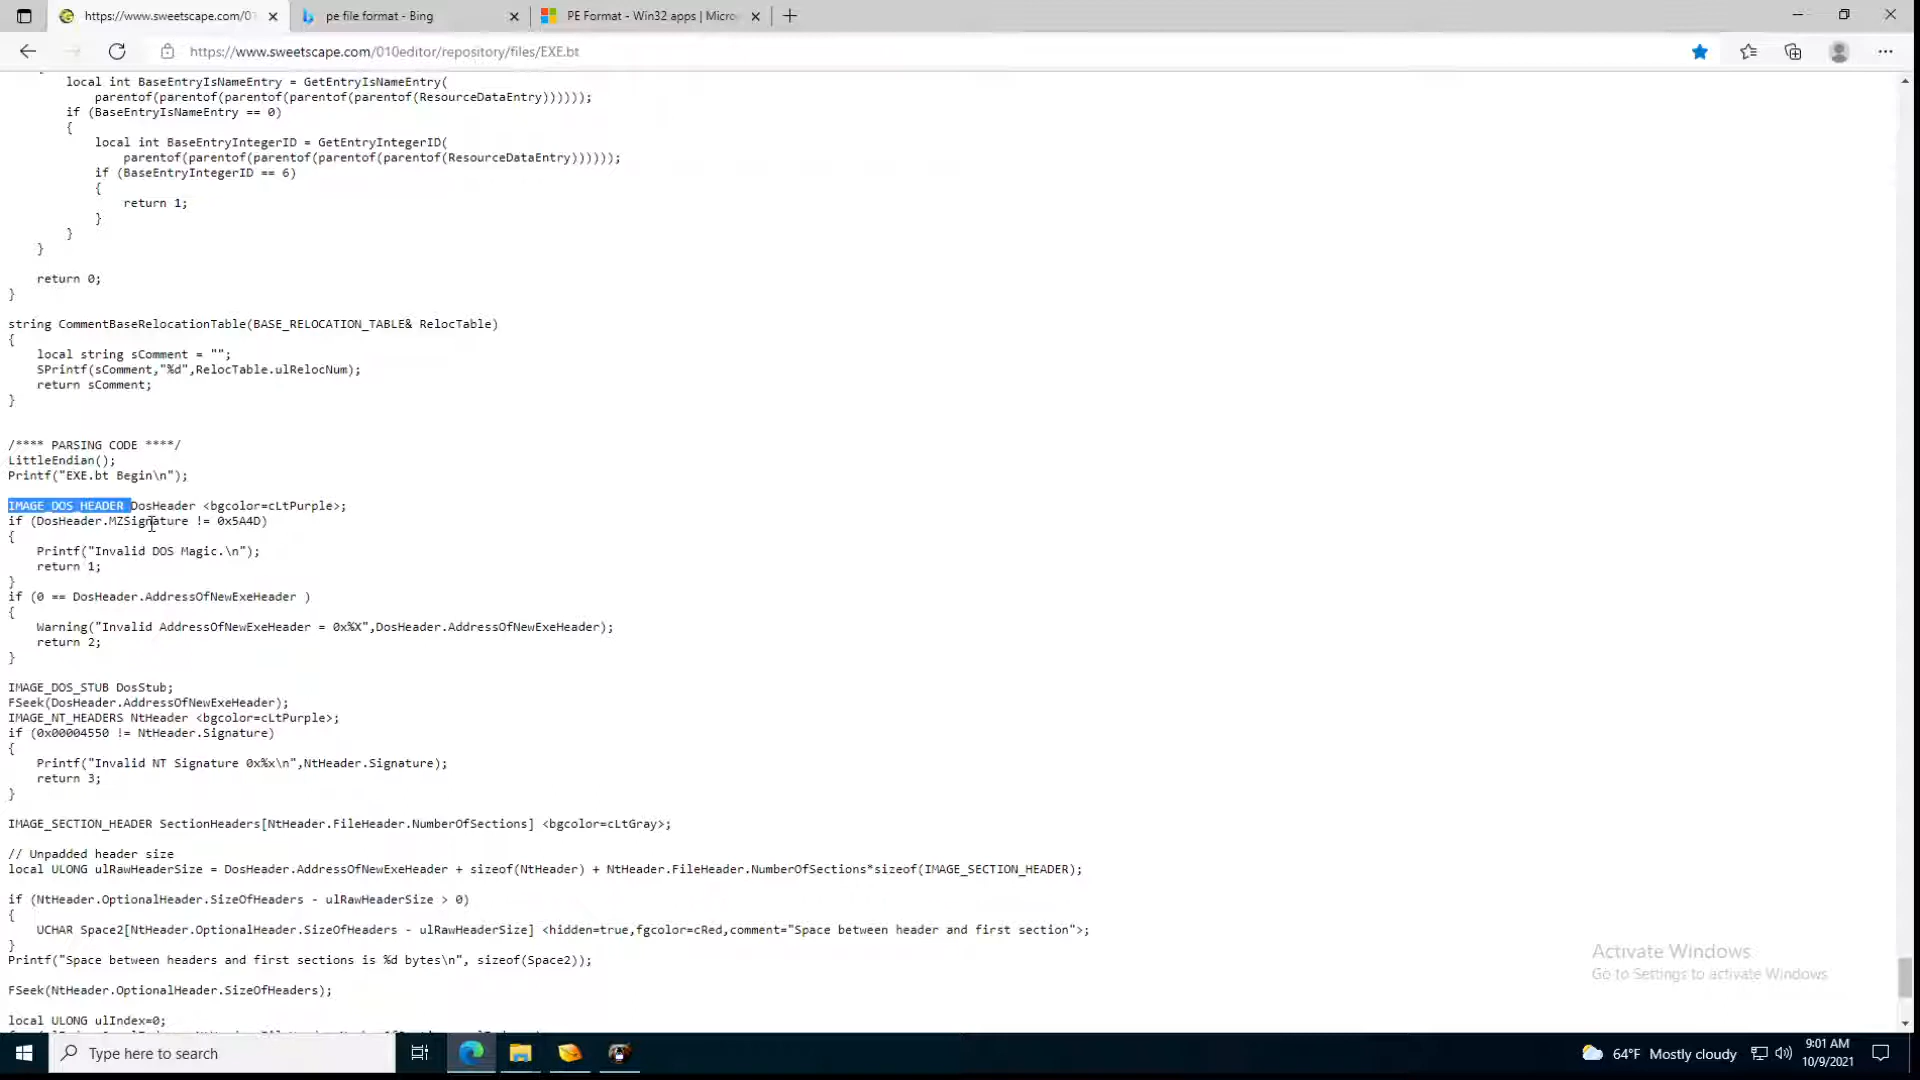 https://www.sweetscape.com/01
pe file format - Bing
PE Format - Win32 apps | Micro
https://www.sweetscape.com/010editor/repository/files/EXE.bt
local int BaseEntryIsNameEntry = GetEntryIsNameEntry(
parentof(parentof(parentof(parentof(parentof(ResourceDataEntry))))));
if (BaseEntryIsNameEntry == 0)
{
local int BaseEntryIntegerID = GetEntryIntegerID(
parentof(parentof(parentof(parentof(parentof(ResourceDataEntry))))));
if (BaseEntryIntegerID == 6)
{
return 1;
}
}
}
return 0;
}
string CommentBaseRelocationTable(BASE_RELOCATION_TABLE& RelocTable)
{
local string sComment = "";
SPrintf(sComment,"%d",RelocTable.ulRelocNum);
return sComment;
}
/**** PARSING CODE ****/
LittleEndian();
Printf("EXE.bt Begin\n");
IMAGE_DOS_HEADER DosHeader <bgcolor=cLtPurple>;
if (DosHeader.MZSignature != 0x5A4D)
{
Printf("Invalid DOS Magic.\n");
return 1;
}
if (0 == DosHeader.AddressOfNewExeHeader )
{
Warning("Invalid AddressOfNewExeHeader = 0x%X",DosHeader.AddressOfNewExeHeader);
return 2;
}
IMAGE_DOS_STUB DosStub;
FSeek(DosHeader.AddressOfNewExeHeader);
IMAGE_NT_HEADERS NtHeader <bgcolor=cLtPurple>;
if (0x00004550 != NtHeader.Signature)
{
Printf("Invalid NT Signature 0x%x\n",NtHeader.Signature);
return 3;
}
IMAGE_SECTION_HEADER SectionHeaders[NtHeader.FileHeader.NumberOfSections] <bgcolor=cLtGray>;
// Unpadded header size
local ULONG ulRawHeaderSize = DosHeader.AddressOfNewExeHeader + sizeof(NtHeader) + NtHeader.FileHeader.NumberOfSections*sizeof(IMAGE_SECTION_HEADER);
if (NtHeader.OptionalHeader.SizeOfHeaders - ulRawHeaderSize > 0)
{
UCHAR Space2[NtHeader.OptionalHeader.SizeOfHeaders - ulRawHeaderSize] <hidden=true,fgcolor=cRed,comment="Space between header and first section">;
}
Printf("Space between headers and first sections is %d bytes\n", sizeof(Space2));
FSeek(NtHeader.OptionalHeader.SizeOfHeaders);
local ULONG ulIndex=0;
Activate Windows
Go to Settings to activate Windows
Type here to search
64°F Mostly cloudy
9:01 AM
10/9/2021